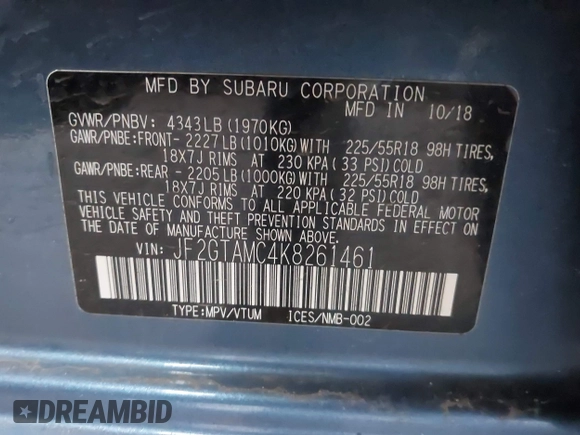 MFD BY SUBARU CORPORATION
MFD IN 10/18
GVWR/PNBV: 4343LB(1970KG)
GAWR/PNBE:FRONT- 2227LB(1010KG)WITH 225/55R18 98H TIRES,
18X7J RIMS AT 230 KPA(33 PSI)COLD
GAWR/PNBE:REAR - 2205LB(1000KG)WITH 225/55R18 98H TIRES,
18X7J RIMS AT 220 KPA(32 PSI)COLD
THIS VEHICLE CONFORMS TO ALL APPLICABLE FEDERAL MOTOR
VEHICLE SAFETY AND THEFT PREVENTION STANDARDS IN EFFECT ON
THE DATE OF MANUFACTURE SHOWN ABOVE.
VIN: JF2GTAMC4K8261461
TYPE:MPV/VTUM ICES/NMB-002
DREAMBID